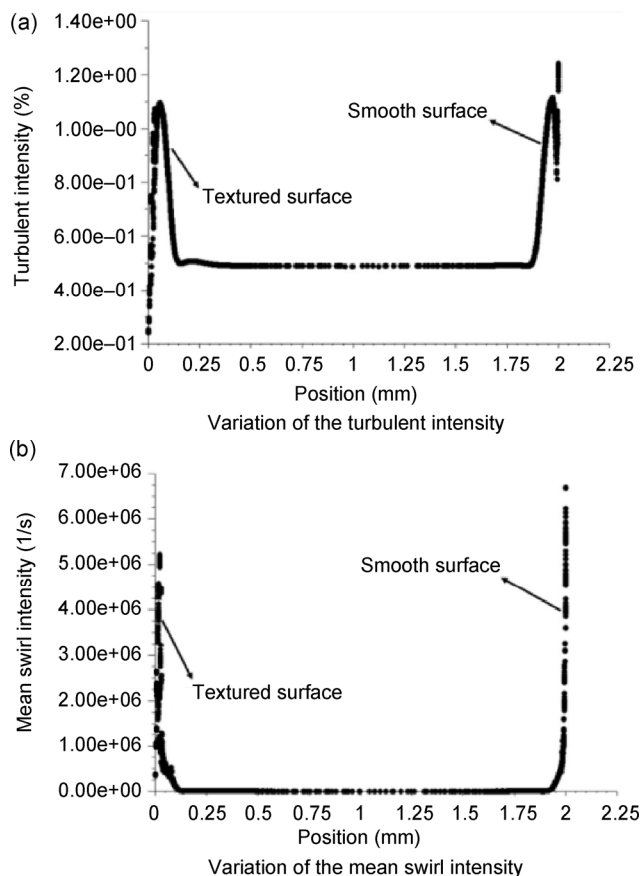 (a)
1.40e+00
1.20e+00
1.00e−00
8.00e−01
6.00e−01
4.00e−01
2.00e−01
Turbulent intensity (%)
Smooth surface
Textured surface
0 0.25 0.5 0.75 1 1.25 1.5 1.75 2 2.25
Position (mm)
Variation of the turbulent intensity
(b)
7.00e+06
6.00e+06
5.00e+06
4.00e+06
3.00e+06
2.00e+06
1.00e+06
0.00e+00
Mean swirl intensity (1/s)
Smooth surface
Textured surface
0 0.25 0.5 0.75 1 1.25 1.5 1.75 2 2.25
Position (mm)
Variation of the mean swirl intensity